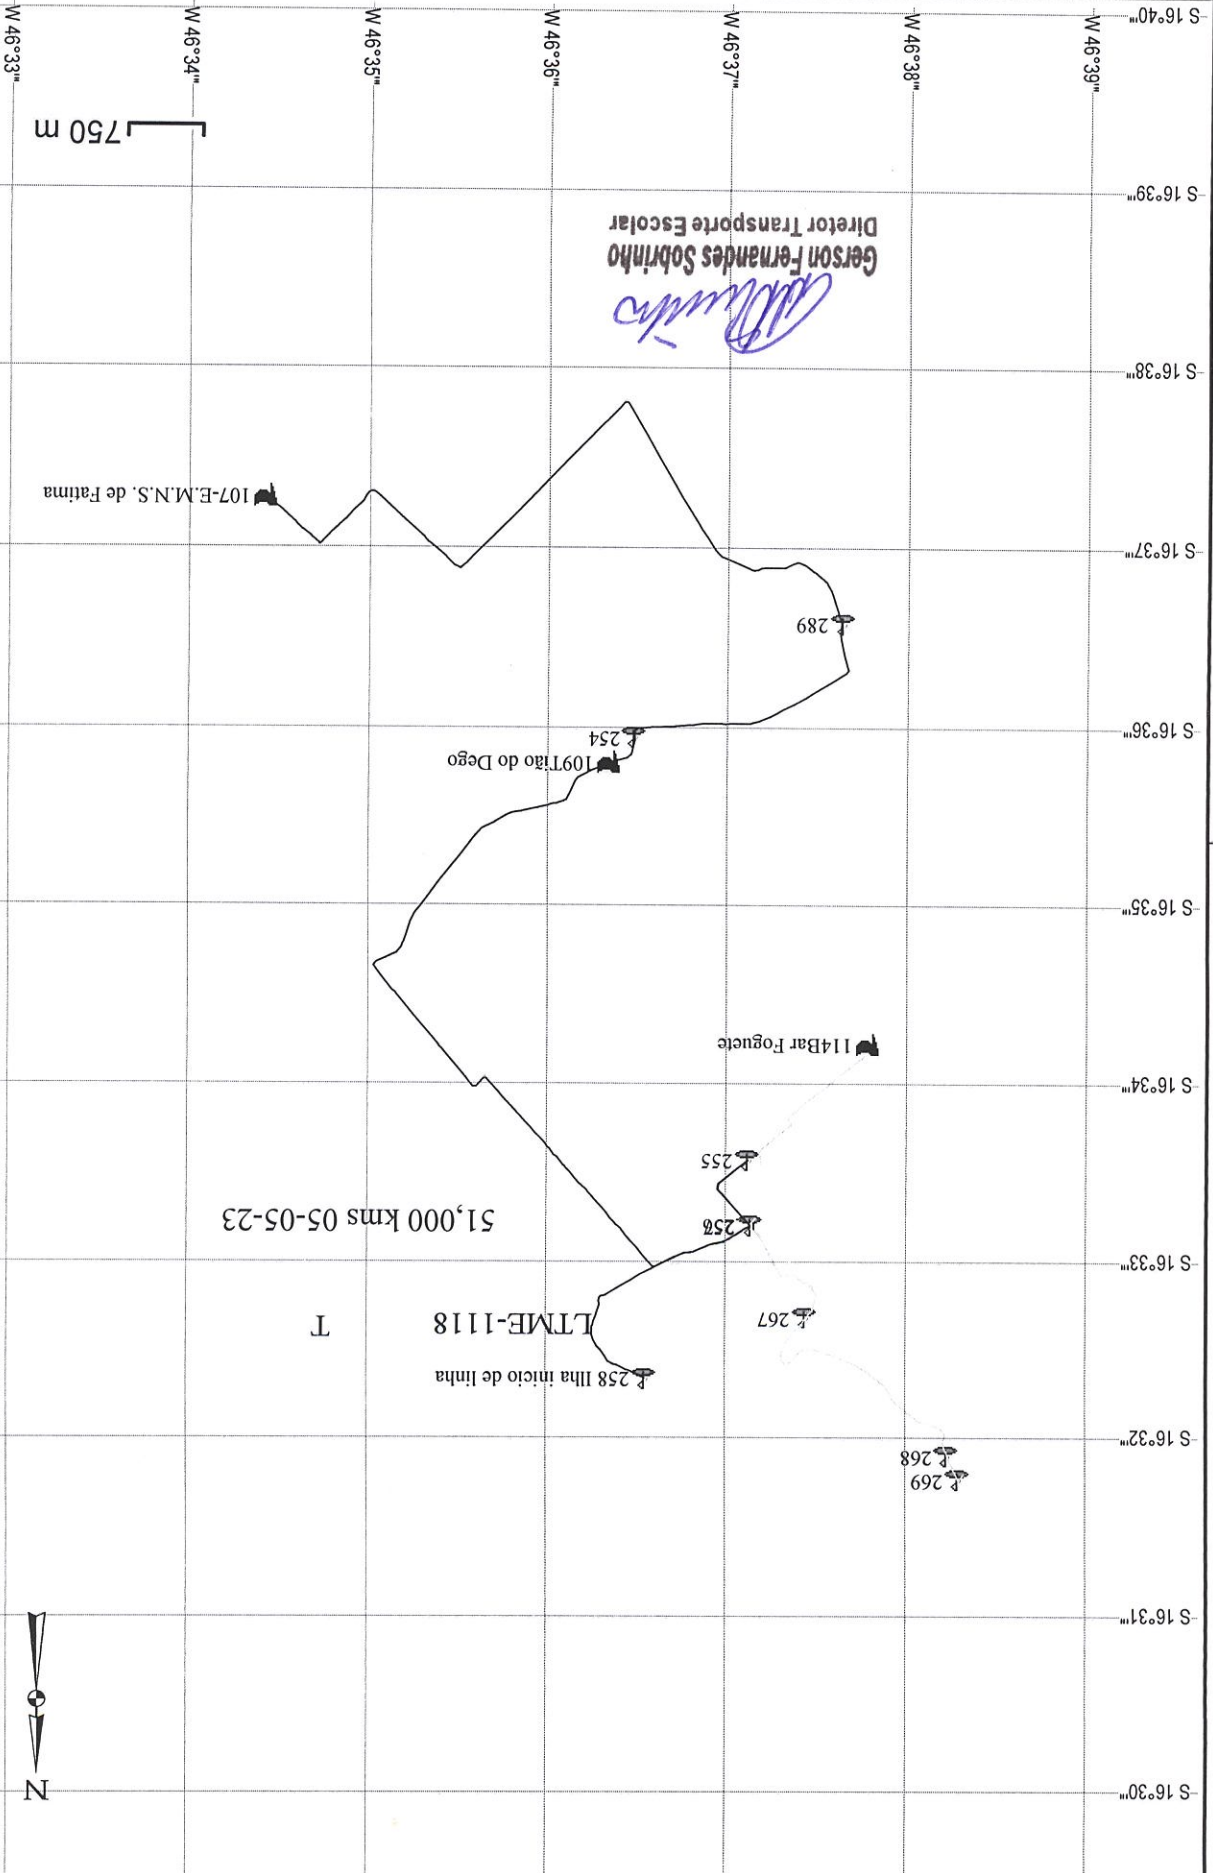 N
S 16°30'"
S 16°31'"
269
268
S 16°32'"
258 Ilha inicio de linha
267
LTME-1118
T
S 16°33'"
51,000 kms 05-05-23
255
S 16°34'"
114Bar Foguete
S 16°35'"
109Tião do Dego
254
S 16°36'"
289
S 16°37'"
107-E.M.N.S. de Fatima
S 16°38'"
Gerson Fernandes Sobrinho
Diretor Transporte Escolar
S 16°39'"
750 m
W 46°39'"
W 46°38'"
W 46°37'"
W 46°36'"
W 46°35'"
W 46°34'"
W 46°33'"
S 16°40'"